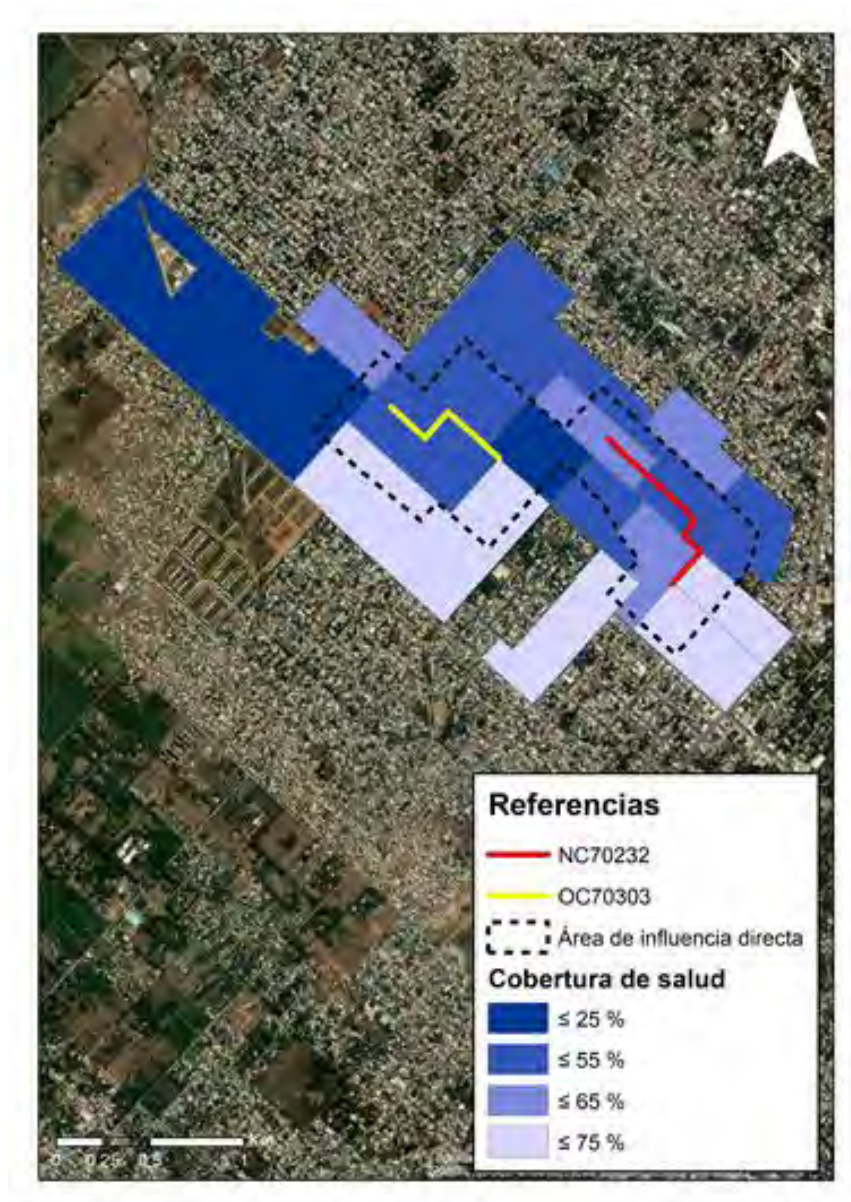 N
Referencias
NC70232
OC70303
Área de influencia directa
Cobertura de salud
≤ 25 %
≤ 55 %
≤ 65 %
≤ 75 %
Km
0 0.25 0.5 1